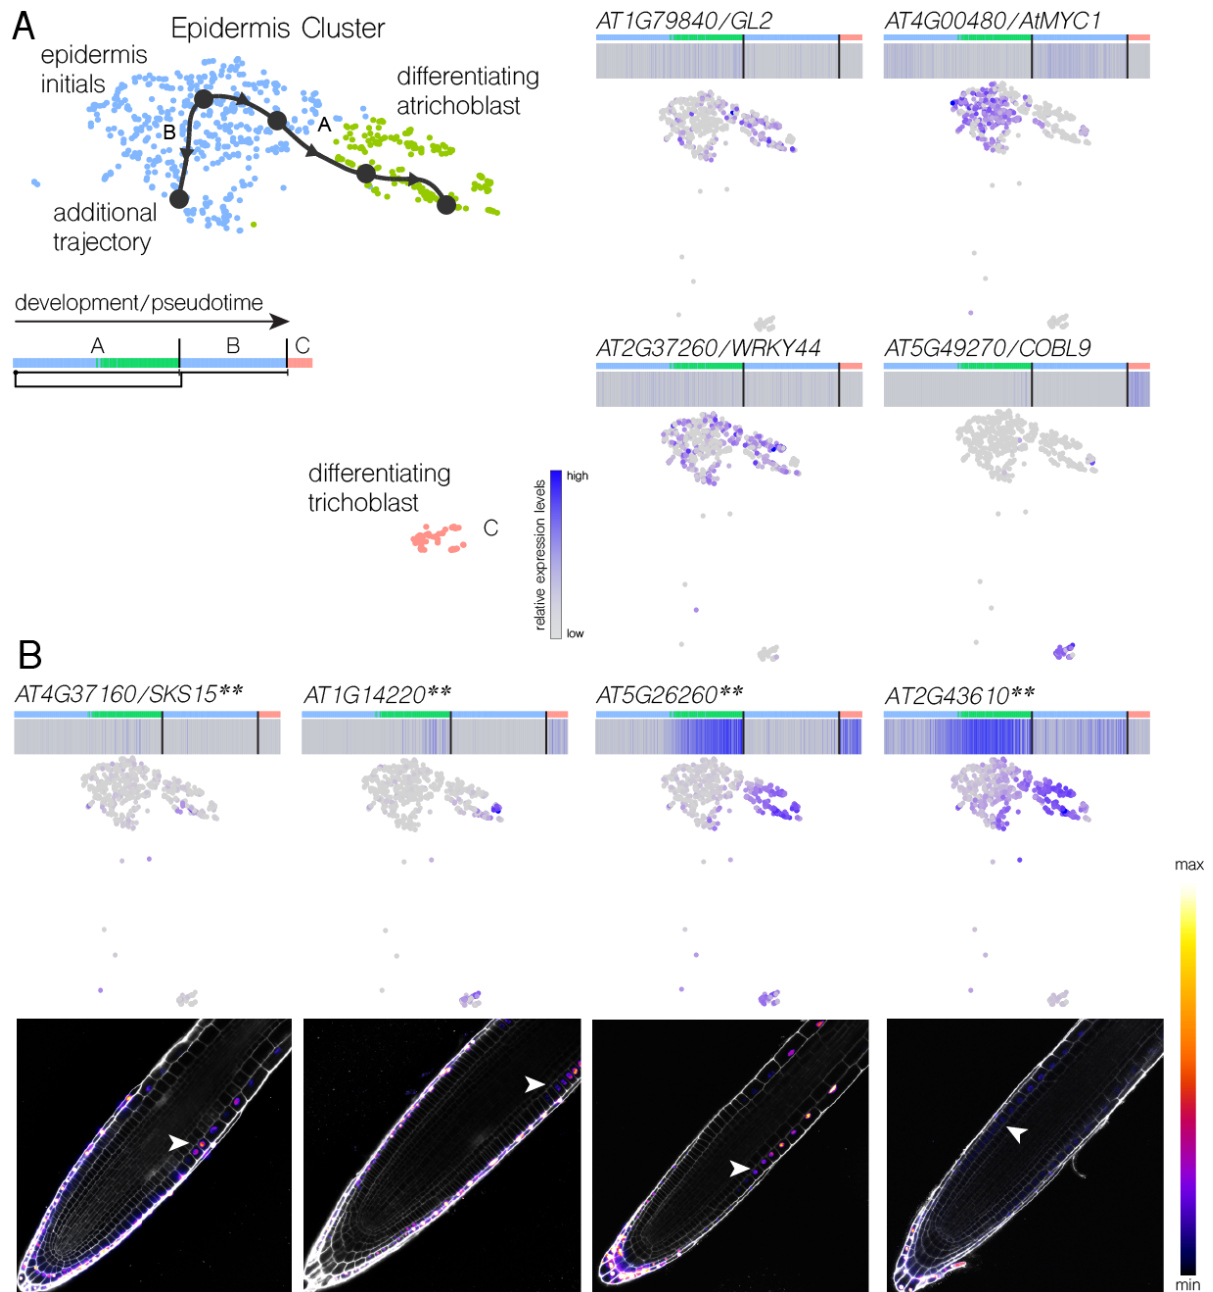 A
Epidermis Cluster
epidermis
initials
differentiating
atrichoblast
A
B
additional
trajectory
development/pseudotime
A B C
differentiating
trichoblast
C
AT1G79840/GL2
AT4G00480/AtMYC1
AT2G37260/WRKY44
AT5G49270/COBL9
high
relative expression levels
low
B
AT4G37160/SKS15**
AT1G14220**
AT5G26260**
AT2G43610**
max
min